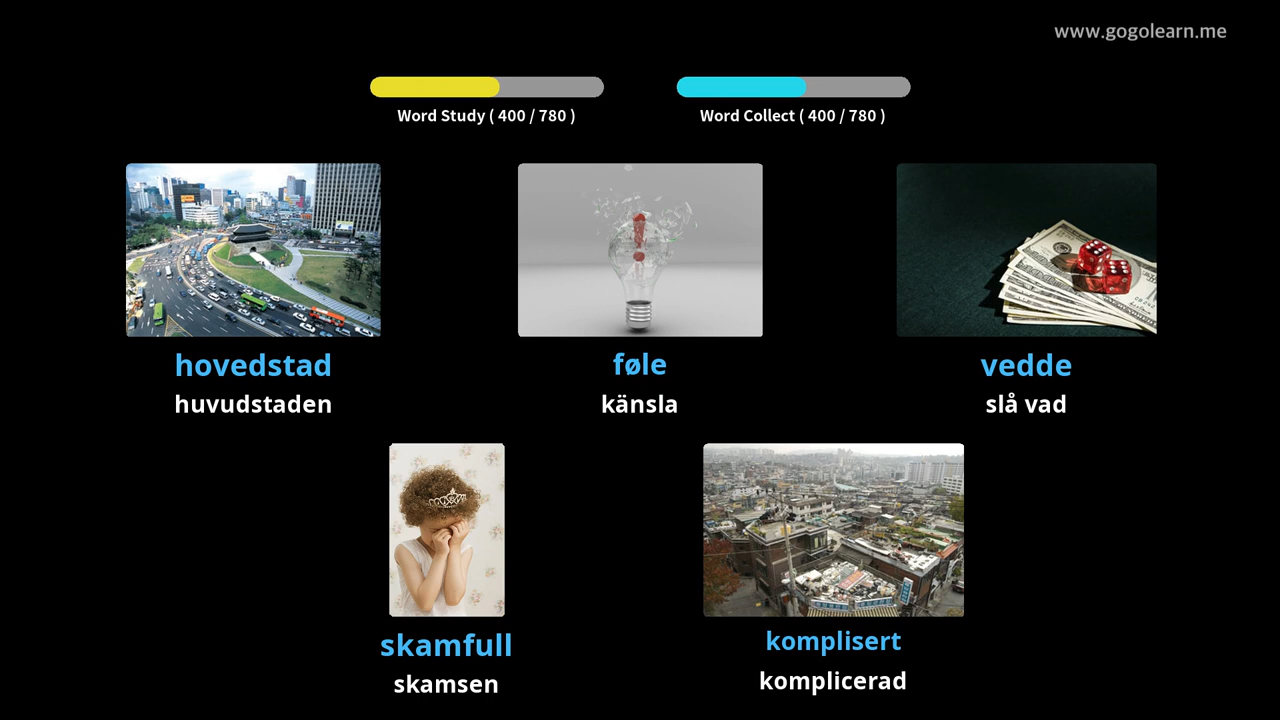 www.gogolearn.me
Word Study ( 400 / 780 )
Word Collect ( 400 / 780 )
hovedstad
huvudstaden
føle
känsla
vedde
slå vad
skamfull
skamsen
komplisert
komplicerad